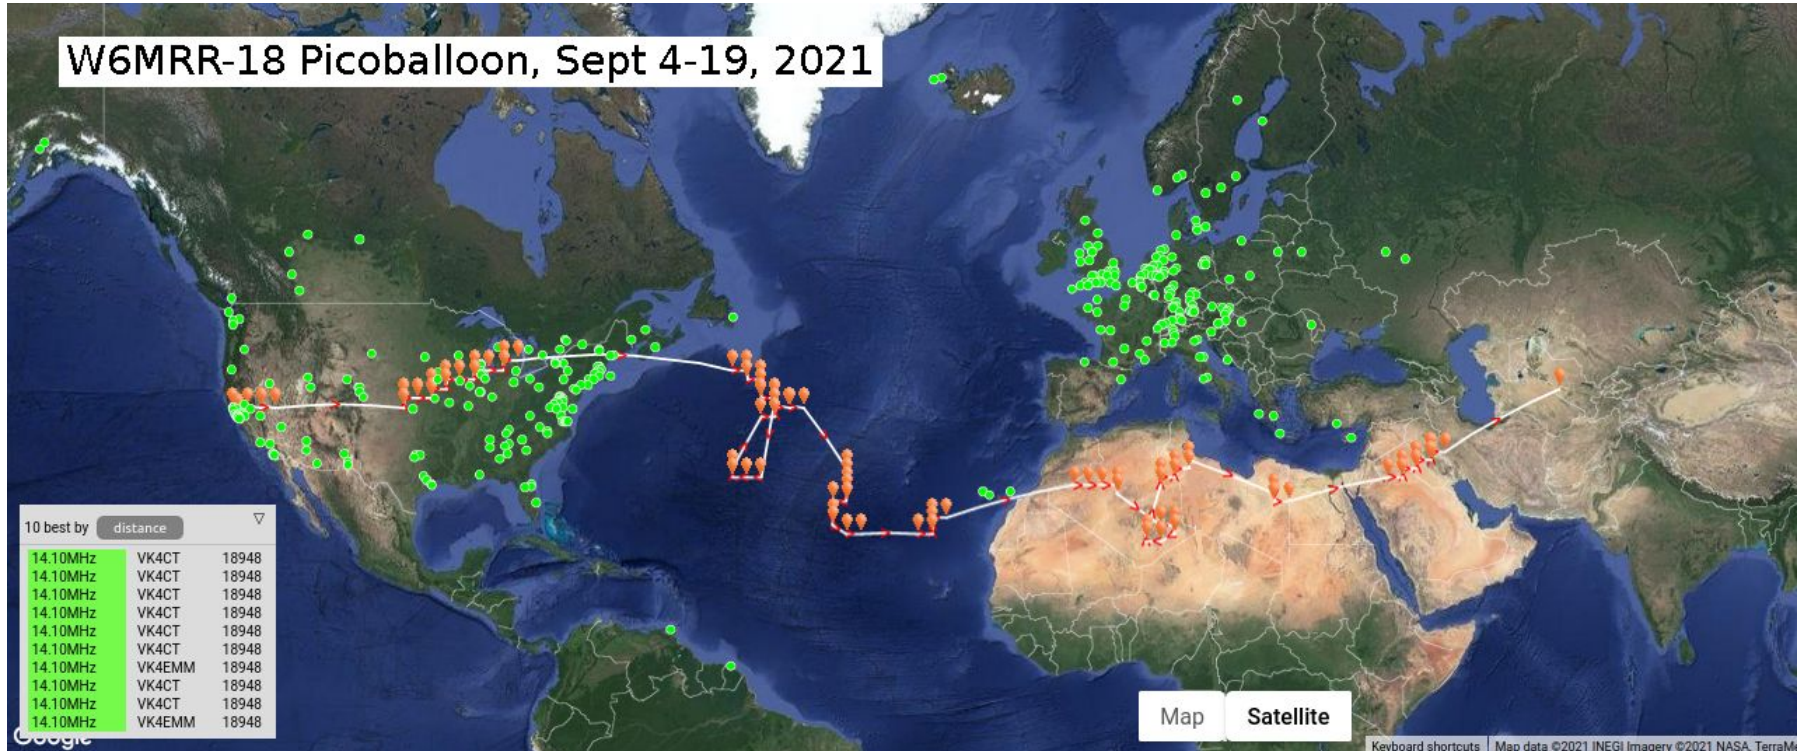 W6MRR-18 Picoballoon, Sept 4-19, 2021
10 best by distance ▽
14.10MHz VK4CT 18948
14.10MHz VK4CT 18948
14.10MHz VK4CT 18948
14.10MHz VK4CT 18948
14.10MHz VK4CT 18948
14.10MHz VK4CT 18948
14.10MHz VK4EMM 18948
14.10MHz VK4CT 18948
14.10MHz VK4CT 18948
14.10MHz VK4EMM 18948
Google
Map Satellite
Keyboard shortcuts Map data ©2021 INEGI Imagery ©2021 NASA, TerraM